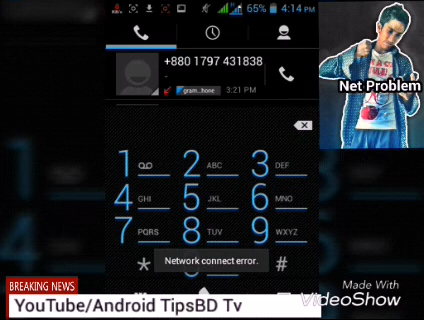 65% 4:14 PM
+880 1797 431838
gram...hone 3:21 PM
Net Problem
1 2 ABC 3 DEF
4 GHI 5 JKL 6 MNO
7 PQRS 8 TUV 9 WXYZ
* #
Network connect error.
BREAKING NEWS
YouTube/Android TipsBD Tv
Made With
VideoShow